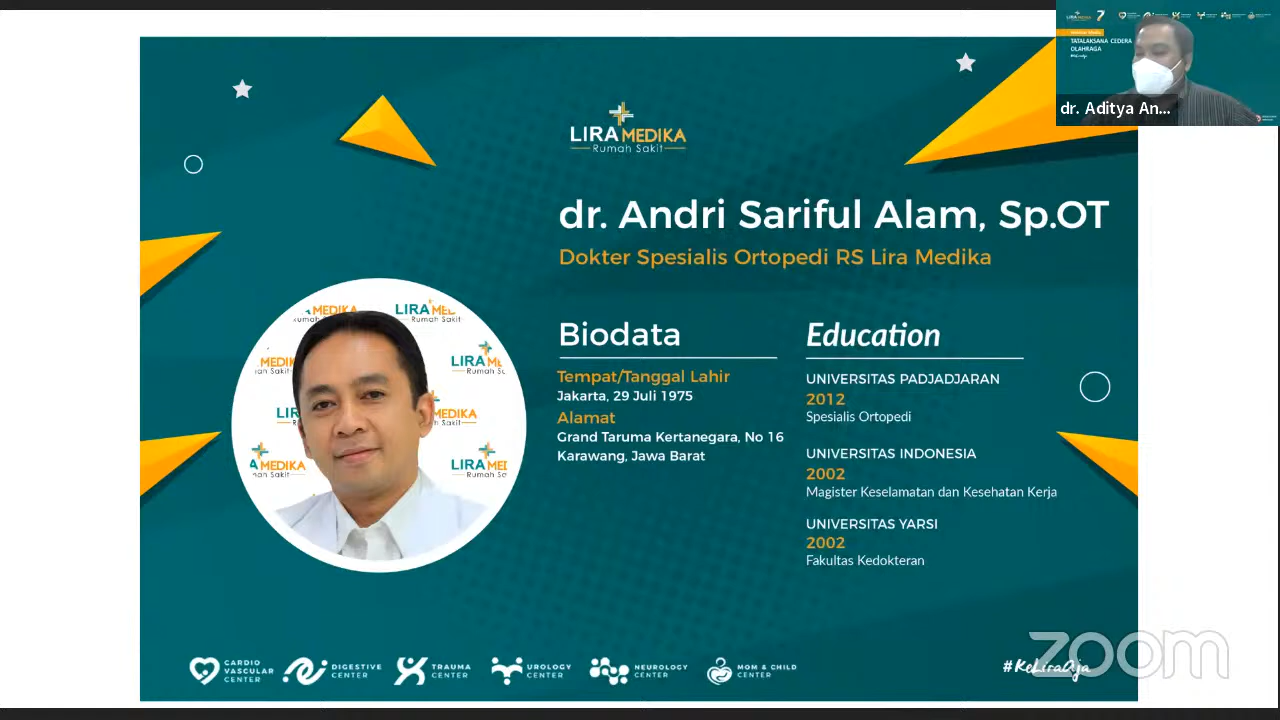 LIRA MEDIKA
Rumah Sakit
dr. Andri Sariful Alam, Sp.OT
Dokter Spesialis Ortopedi RS Lira Medika
Biodata
Tempat/Tanggal Lahir
Jakarta, 29 Juli 1975
Alamat
Grand Taruma Kertanegara, No 16
Karawang, Jawa Barat
Education
UNIVERSITAS PADJADJARAN
2012
Spesialis Ortopedi
UNIVERSITAS INDONESIA
2002
Magister Keselamatan dan Kesehatan Kerja
UNIVERSITAS YARSI
2002
Fakultas Kedokteran
CARDIO
VASCULAR
CENTER
DIGESTIVE
CENTER
TRAUMA
CENTER
UROLOGY
CENTER
NEUROLOGY
CENTER
MOM & CHILD
CENTER
#KeLiraAja
zoom
TATALAKSANA CEDERA
OLAHRAGA
dr. Aditya An...